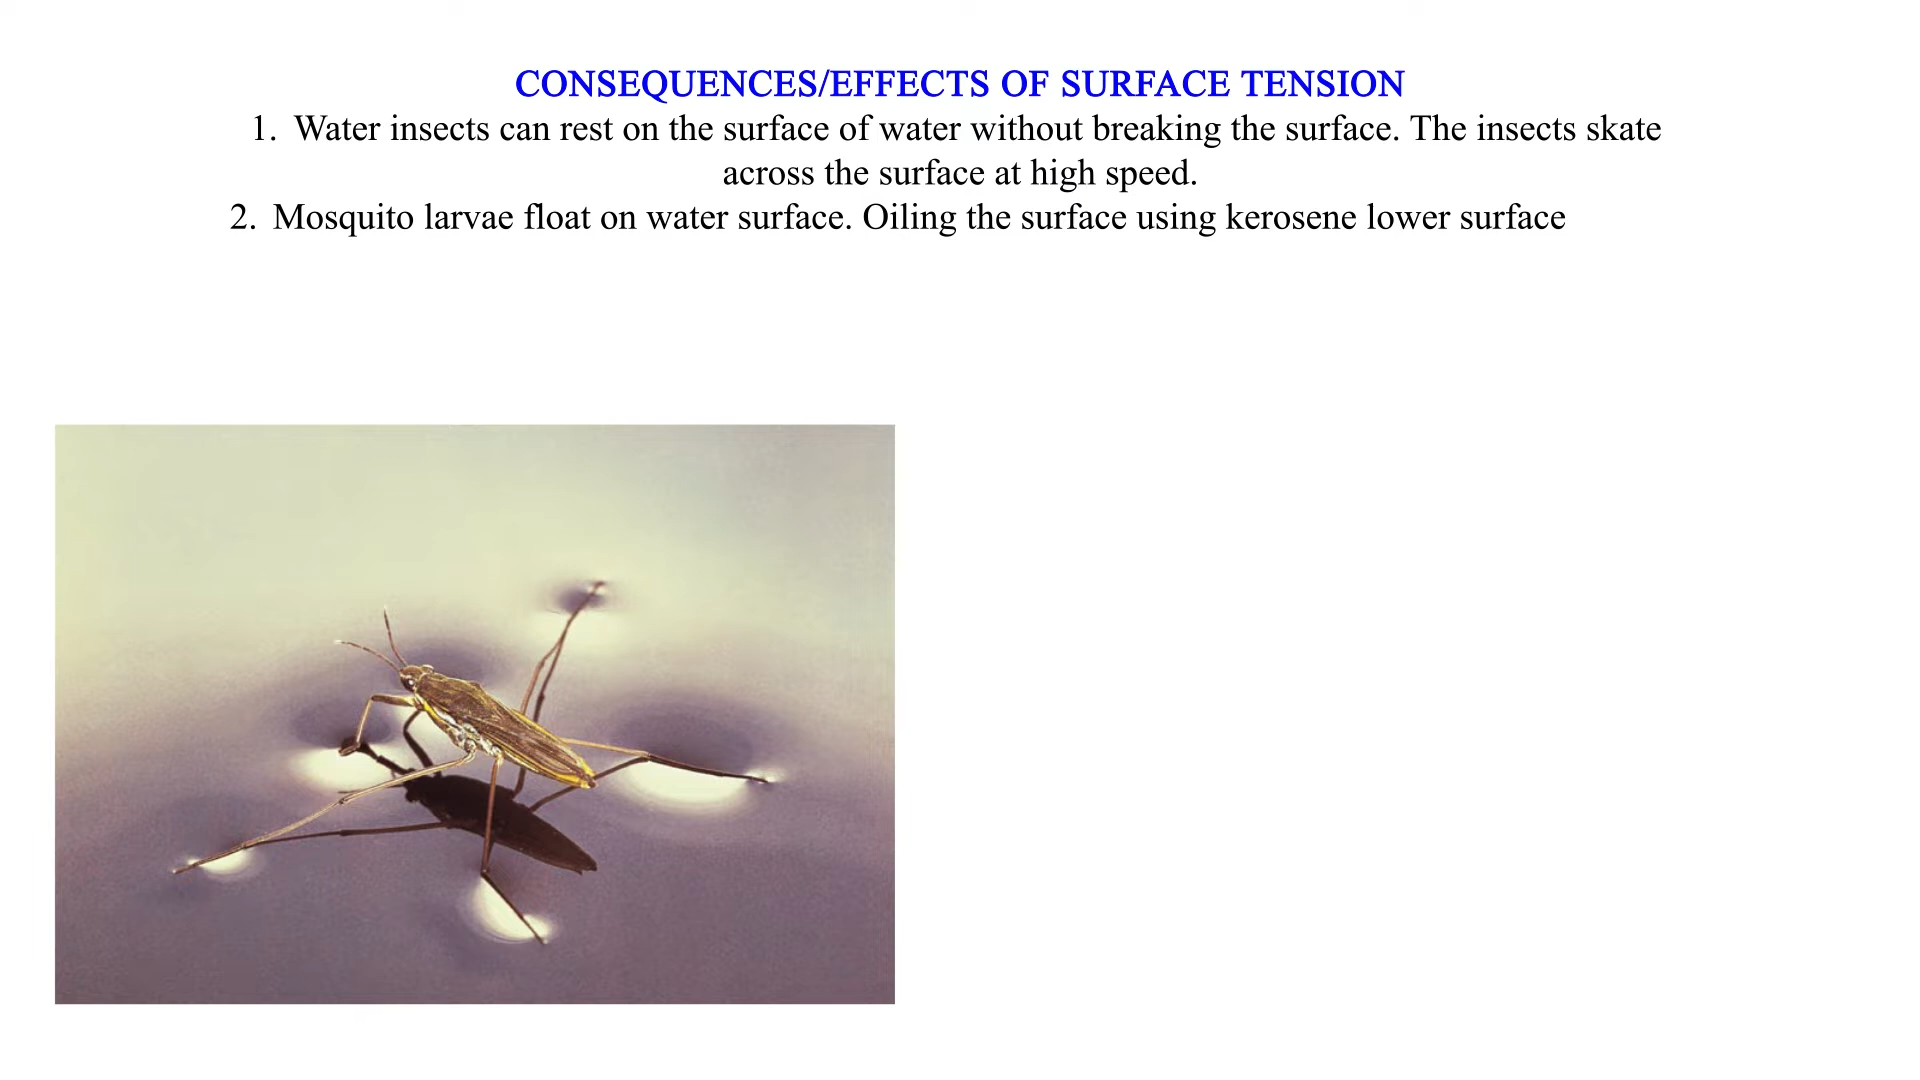 CONSEQUENCES/EFFECTS OF SURFACE TENSION
1. Water insects can rest on the surface of water without breaking the surface. The insects skate
across the surface at high speed.
2. Mosquito larvae float on water surface. Oiling the surface using kerosene lower surface